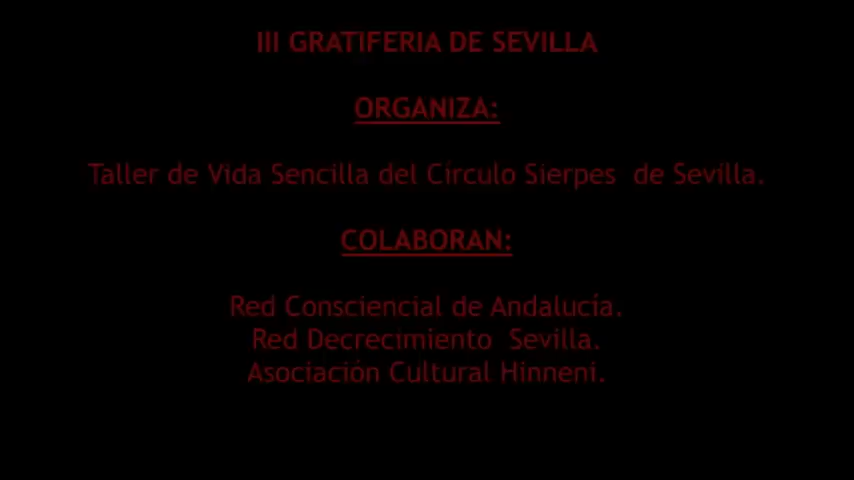 III GRATIFERIA DE SEVILLA
ORGANIZA:
Taller de Vida Sencilla del Círculo Sierpes de Sevilla.
COLABORAN:
Red Consciencial de Andalucía.
Red Decrecimiento Sevilla.
Asociación Cultural Hinneni.